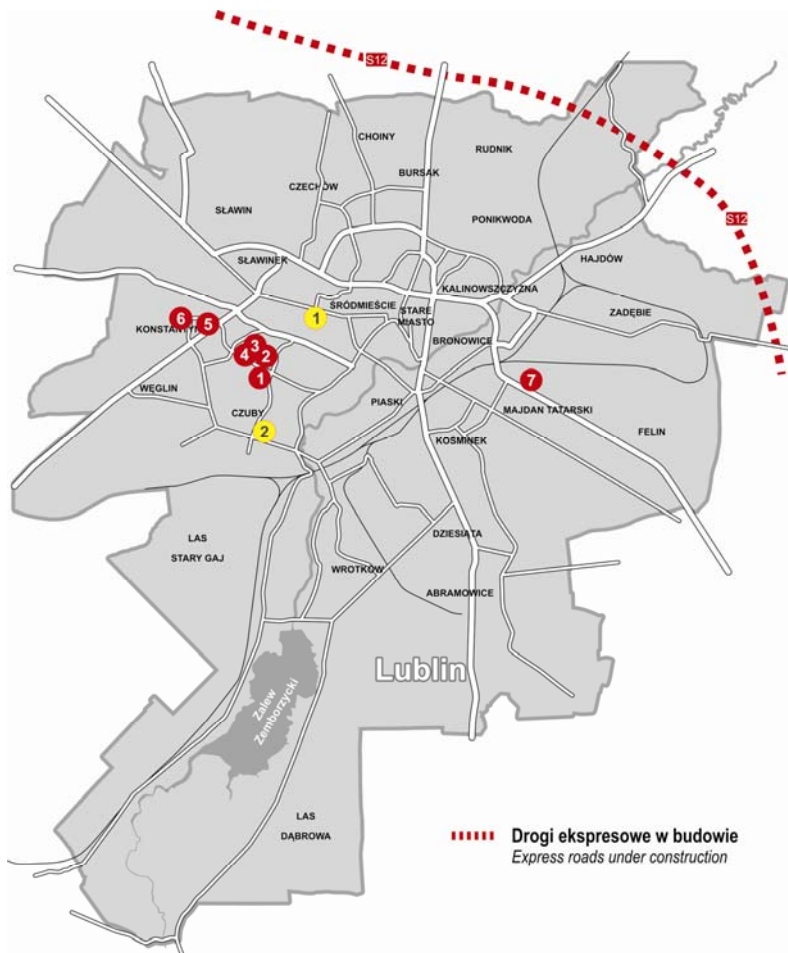 S12
CHOINY
RUDNIK
BURSAK
CZECHÓW
SŁAWIN
PONIKWODA
S12
HAJDÓW
SŁAWINEK
KALINOWSZCZYZNA
ŚRÓDMIEŚCIE
STARE
MIASTO
ZADĘBIE
6
5
1
KONSTANTYN
BRONOWICE
3
4
2
1
7
WĘGLIN
PIASKI
MAJDAN TATARSKI
CZUBY
2
KOŚMINEK
FELIN
LAS
STARY GAJ
DZIESIĄTA
WROTKÓW
ABRAMOWICE
Lublin
Zalew
Zemborzycki
LAS
DĄBROWA
Drogi ekspresowe w budowie
Express roads under construction